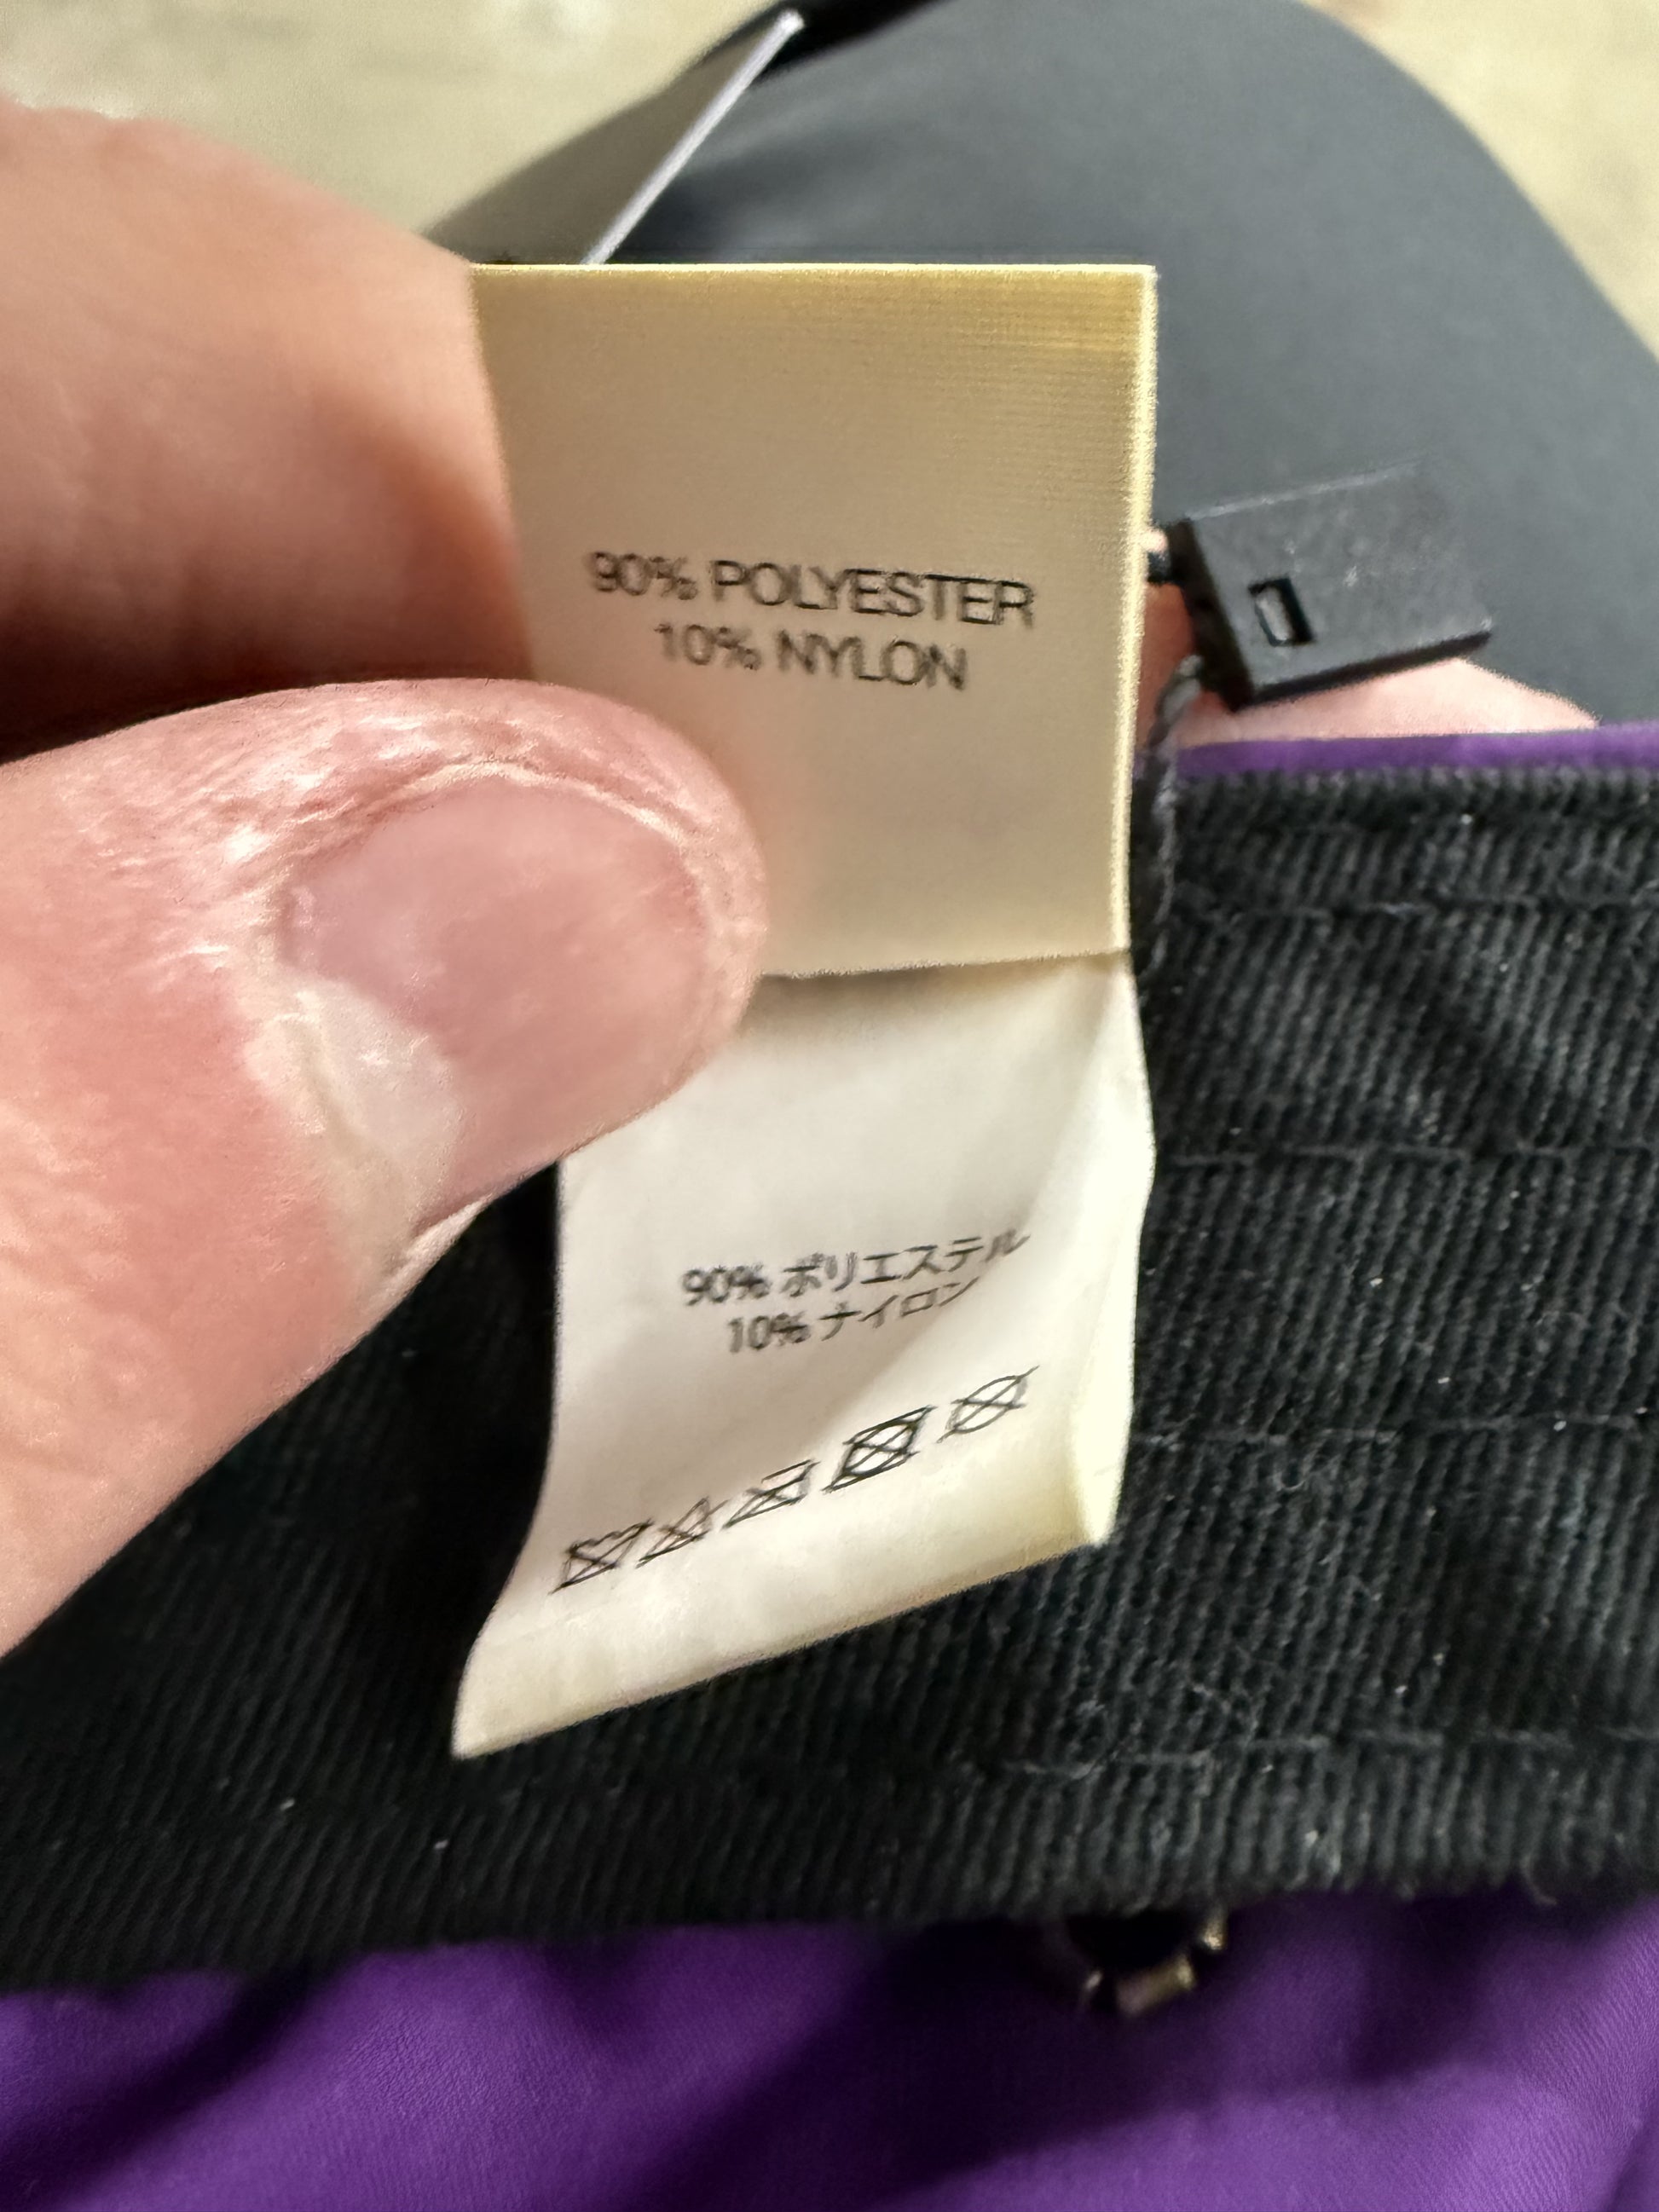 90% POLYESTER
10% NYLON
90% ポリエステル
10% ナイロン